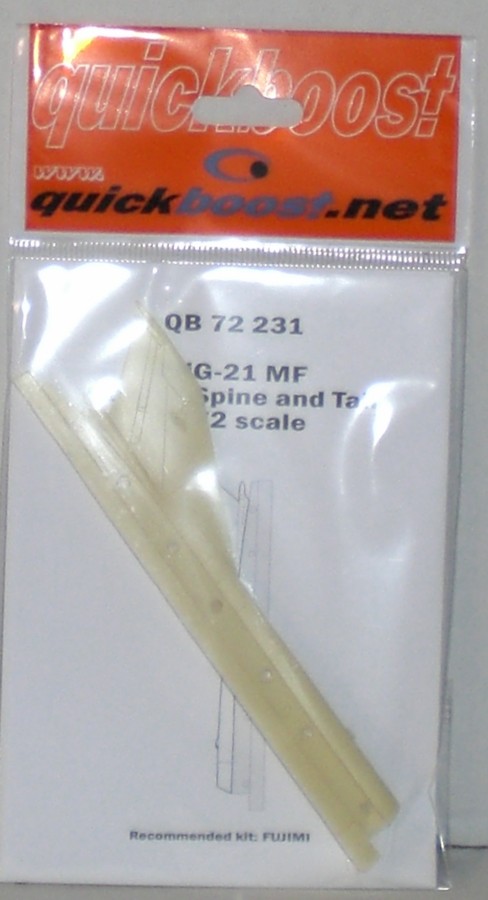 quickboost
www.
quickboost.net
QB 72 231
IG-21 MF
Spine and Ta
2 scale
Recommended kit: FUJIMI